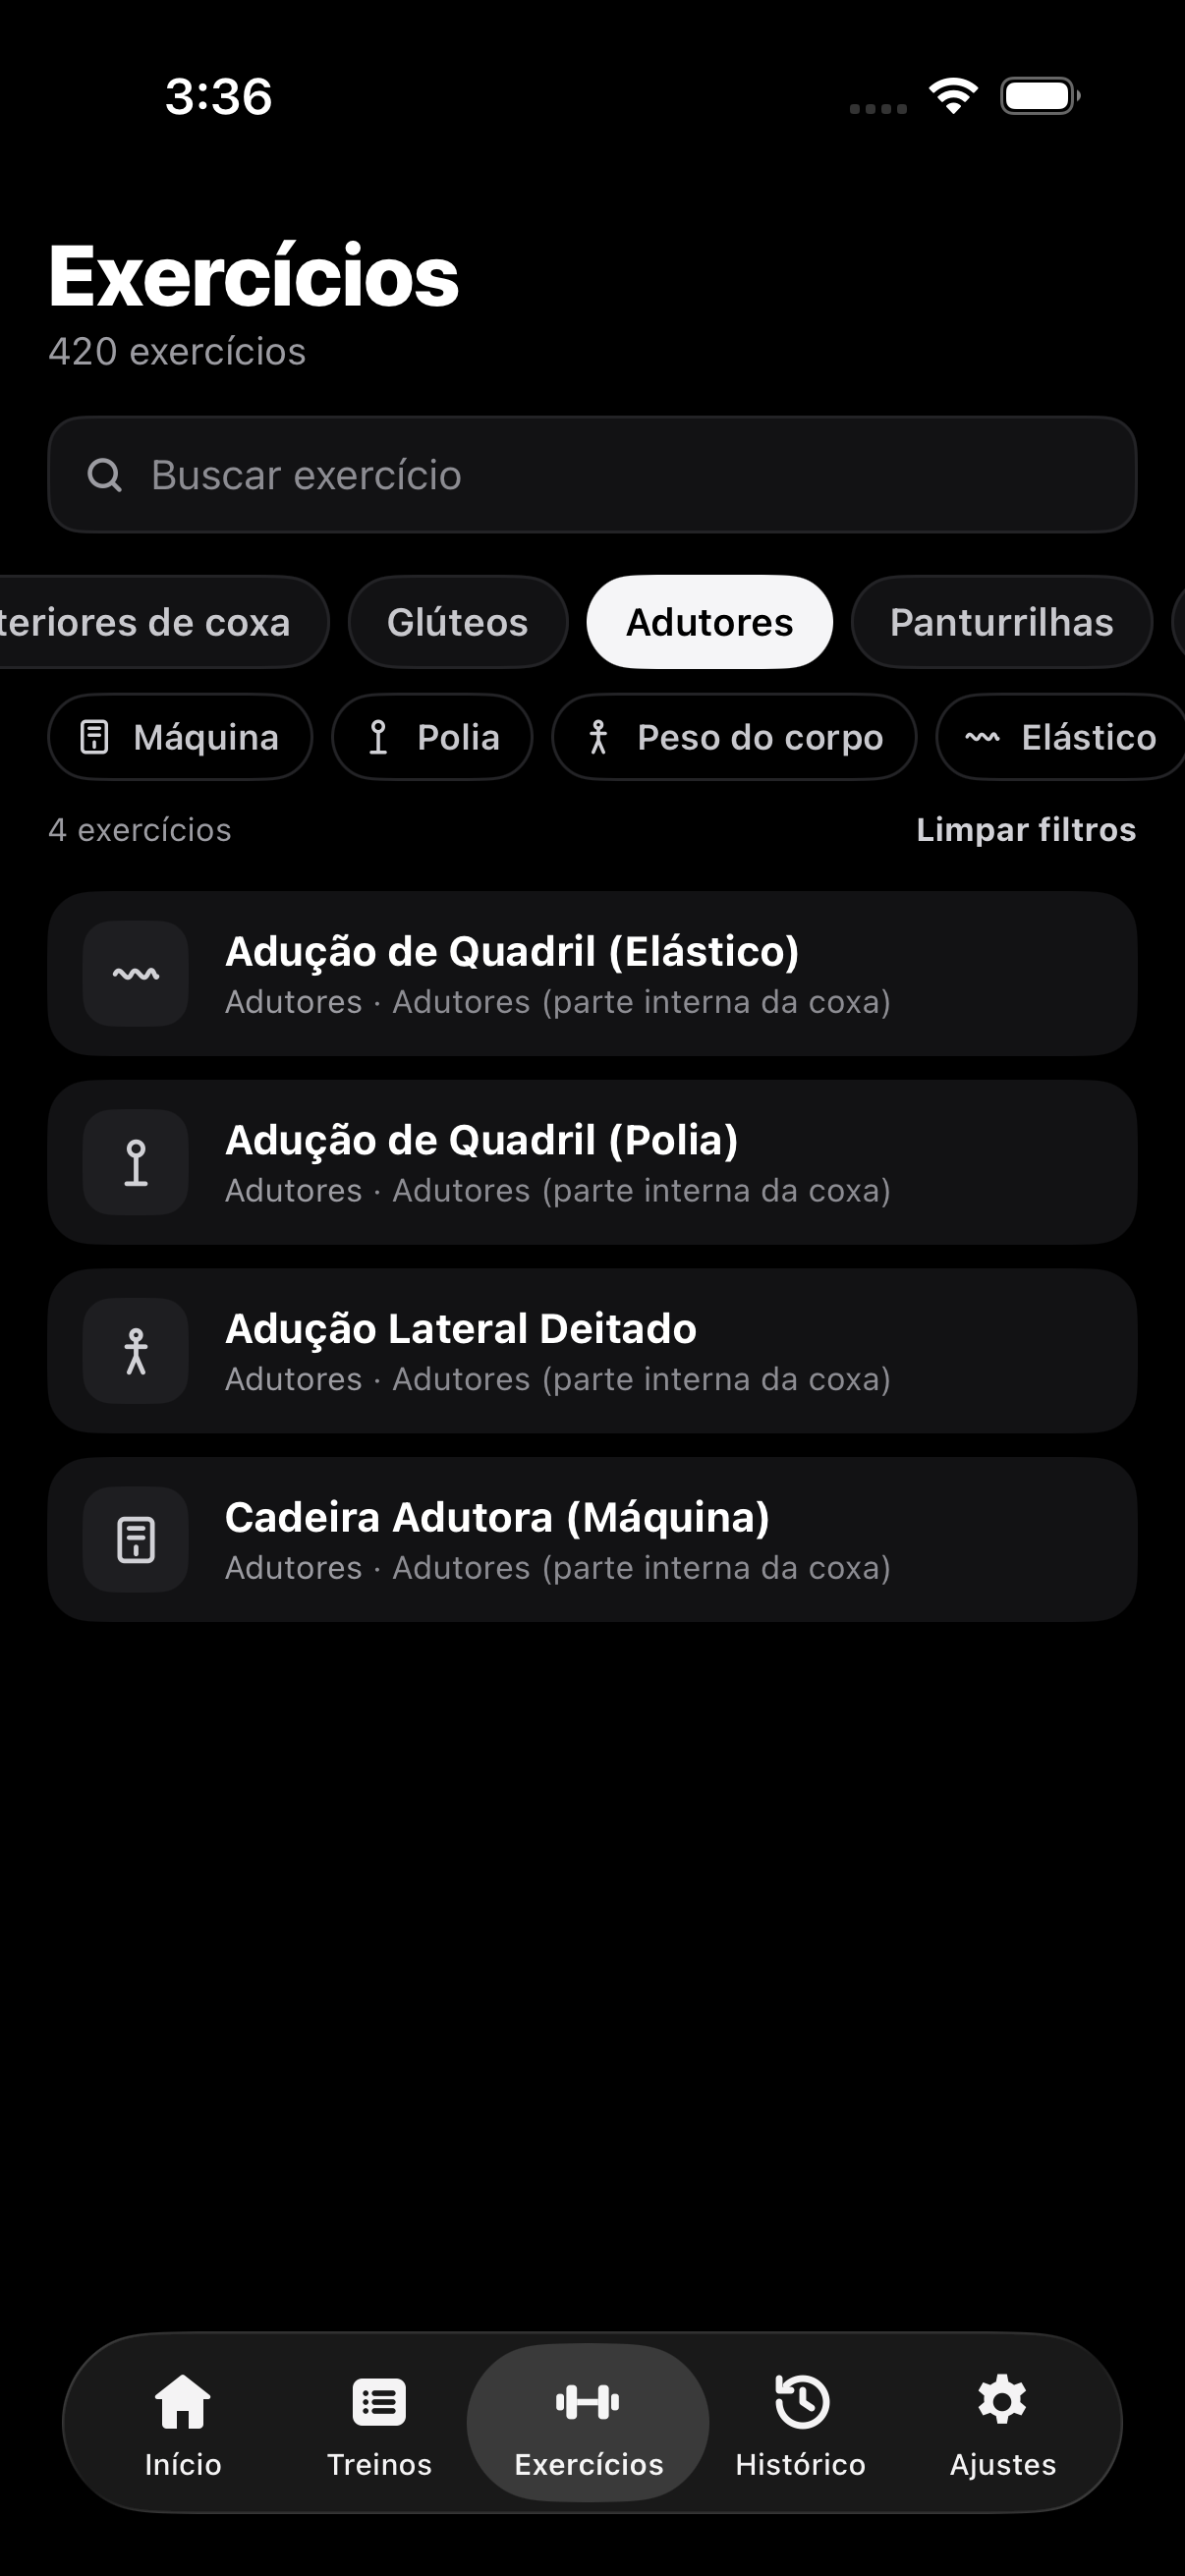 3:36
Exercícios
420 exercícios
Buscar exercício
teriores de coxa Glúteos Adutores Panturrilhas
Máquina Polia Peso do corpo Elástico
4 exercícios Limpar filtros
Adução de Quadril (Elástico)
Adutores · Adutores (parte interna da coxa)
Adução de Quadril (Polia)
Adutores · Adutores (parte interna da coxa)
Adução Lateral Deitado
Adutores · Adutores (parte interna da coxa)
Cadeira Adutora (Máquina)
Adutores · Adutores (parte interna da coxa)
Início Treinos Exercícios Histórico Ajustes